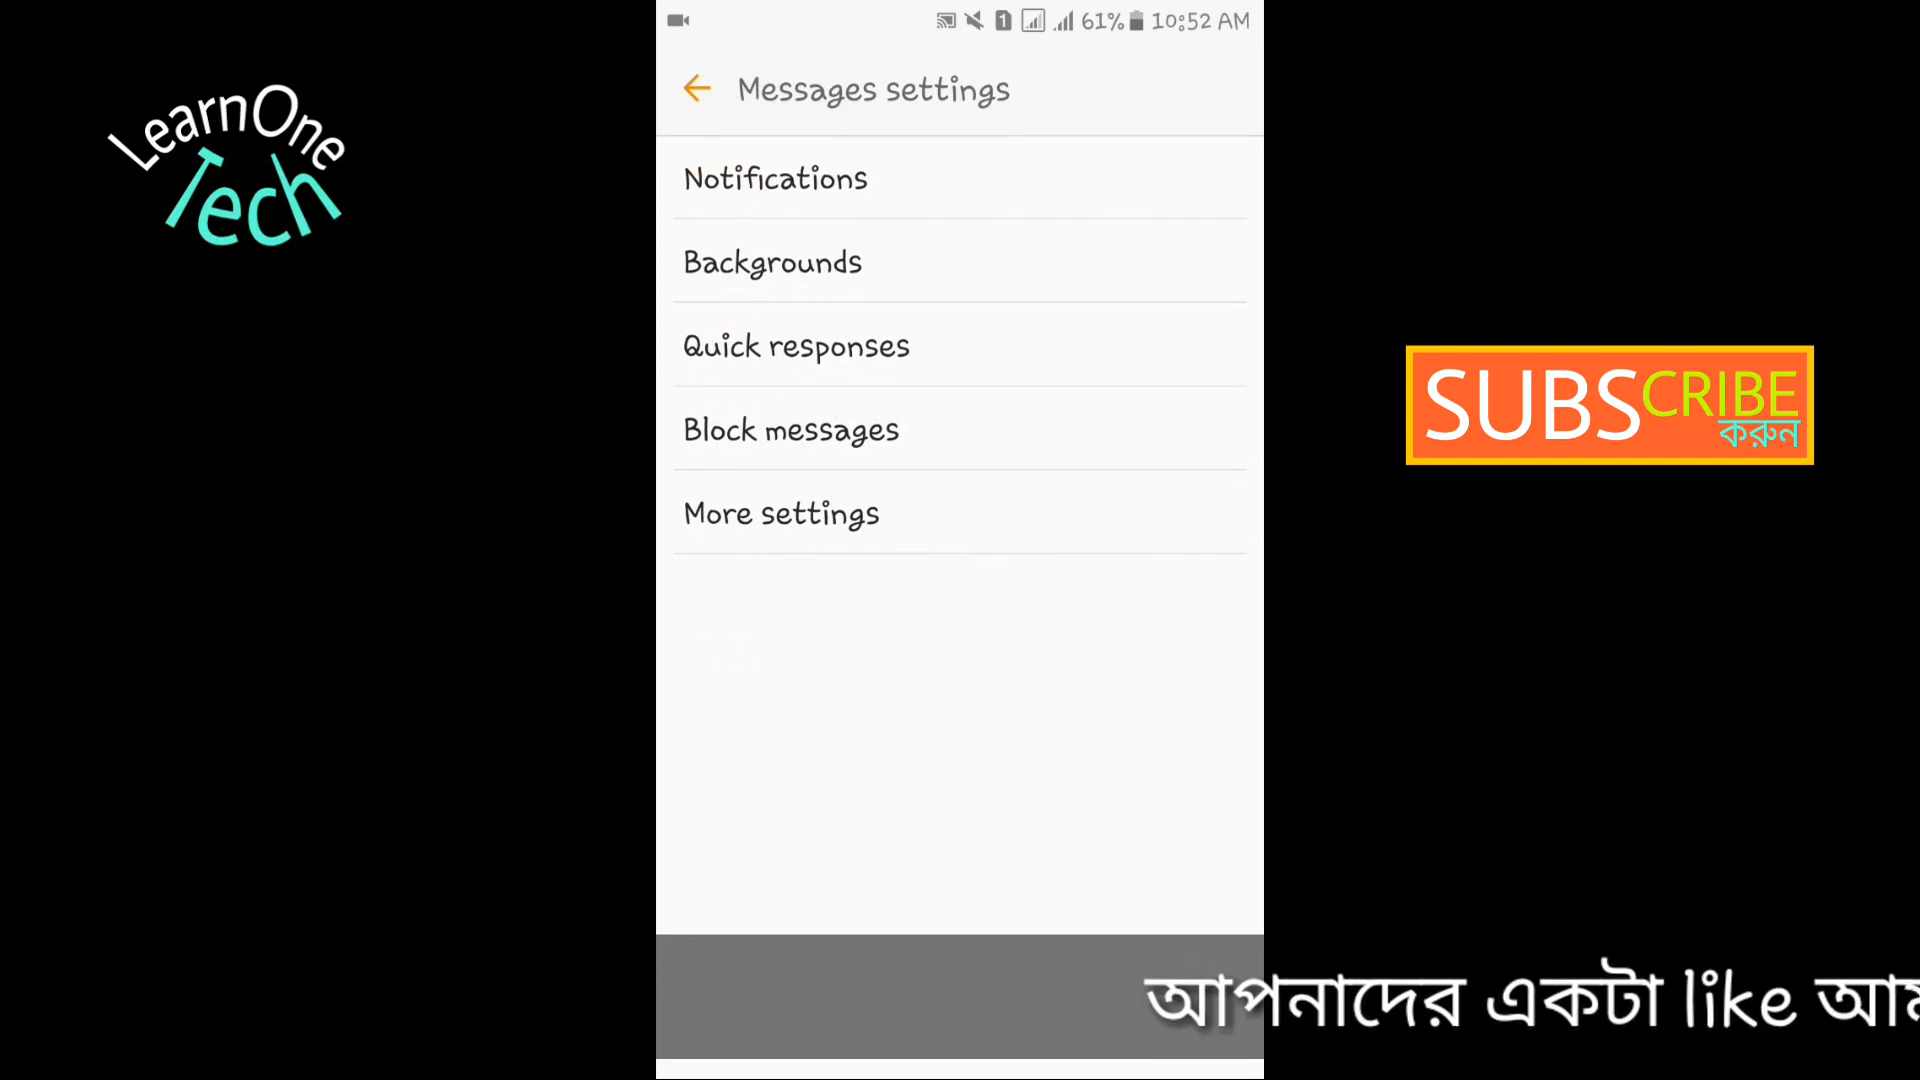 LearnOne
Tech
1 61% 10:52 AM
Messages settings
Notifications
Backgrounds
Quick responses
Block messages
More settings
SUBSCRIBE
করুন
আপনাদের একটা like